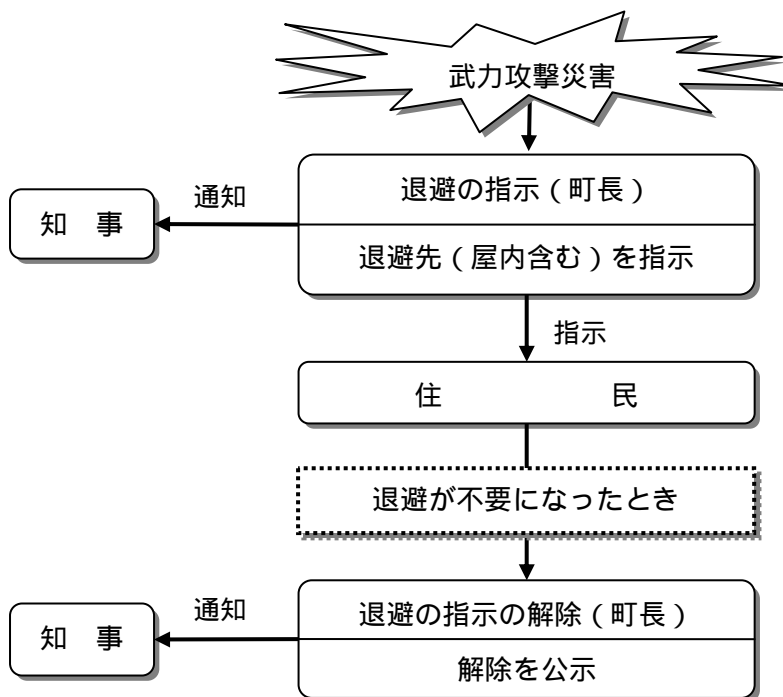 武力攻撃災害
退避の指示(町長)
通知
知 事
退避先(屋内含む)を指示
指示
住 民
退避が不要になったとき
退避の指示の解除(町長)
通知
知 事
解除を公示